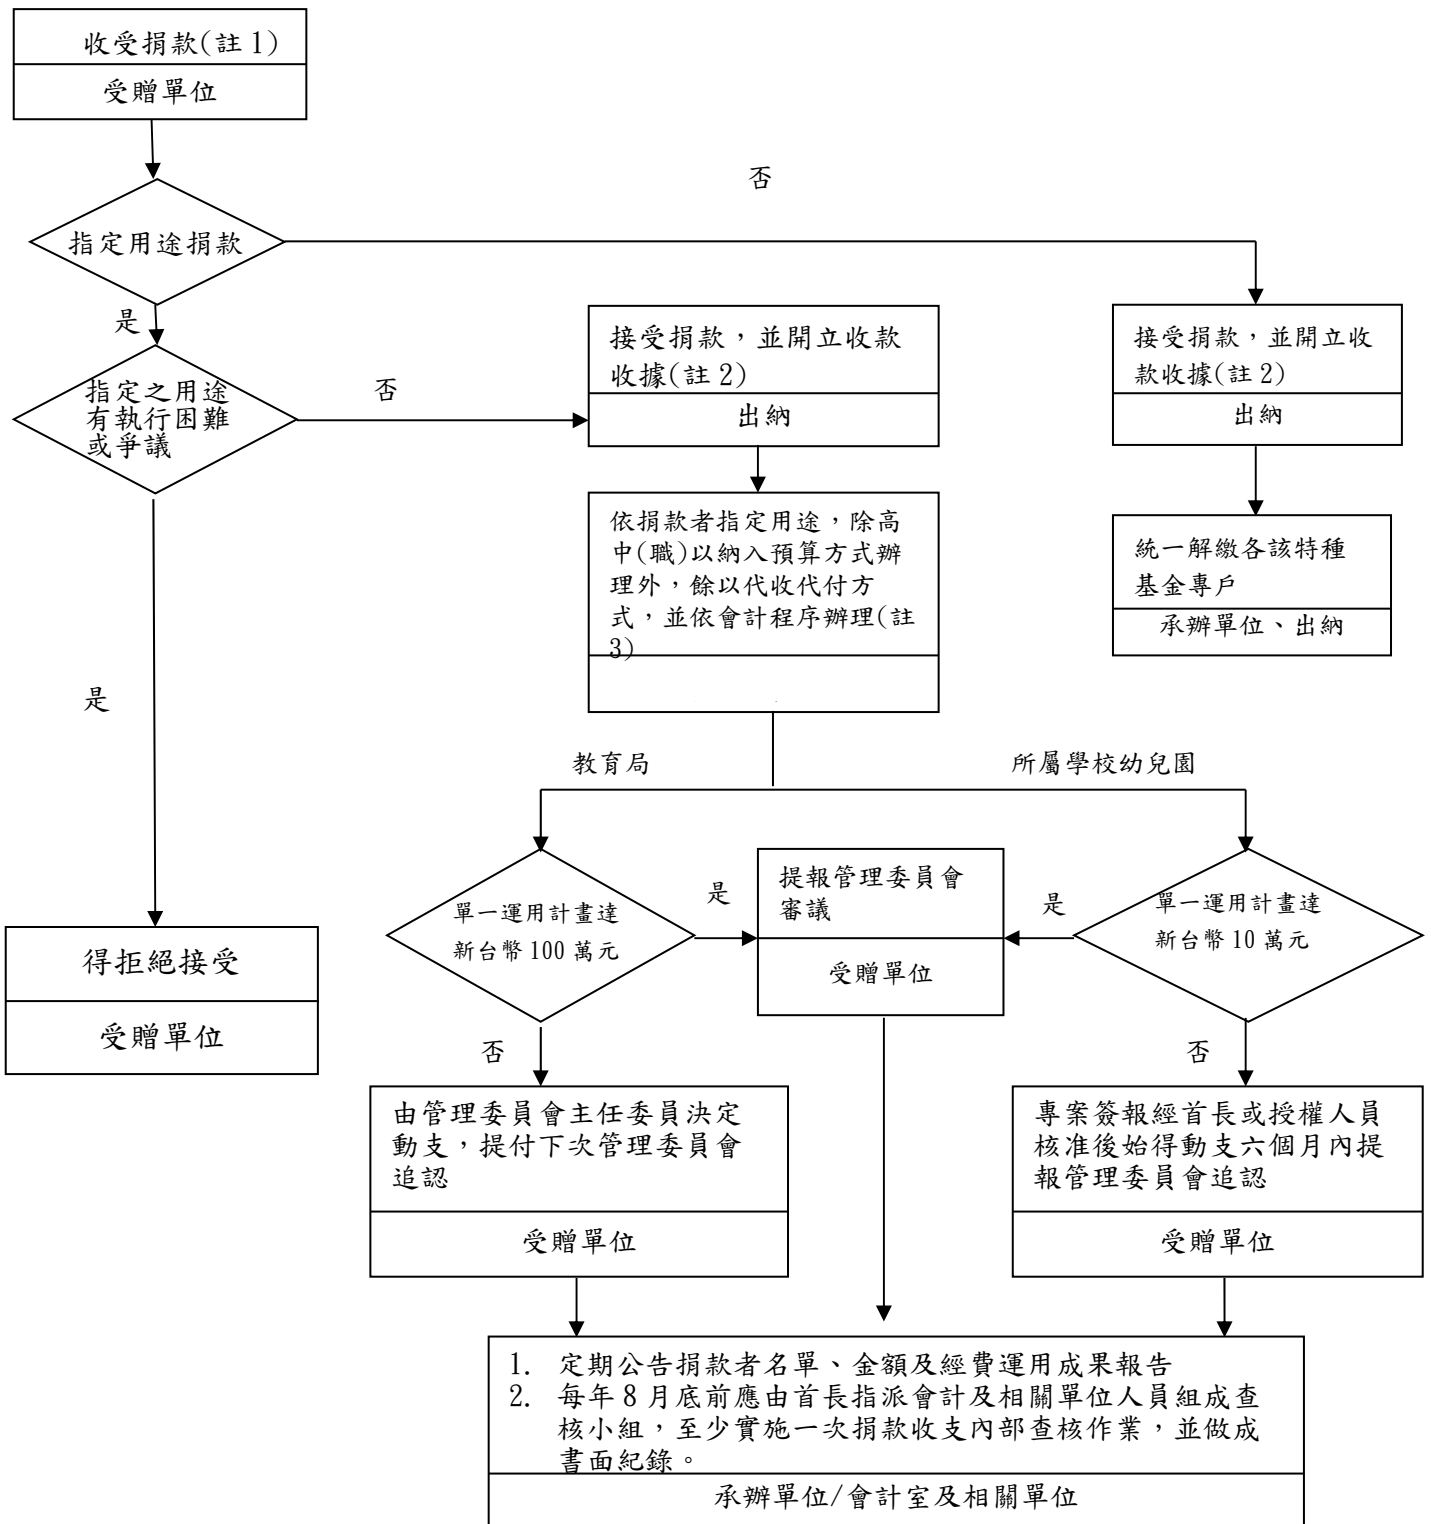 收受捐款(註1)
受贈單位
否
指定用途捐款
是
指定之用途
有執行困難
或爭議
否
接受捐款，並開立收款
收據(註2)
出納
接受捐款，並開立收
款收據(註2)
出納
依捐款者指定用途，除高
中(職)以納入預算方式辦
理外，餘以代收代付方
式，並依會計程序辦理(註
3)
統一解繳各該特種
基金專戶
承辦單位、出納
是
教育局
所屬學校幼兒園
單一運用計畫達
新台幣100萬元
是
提報管理委員會
審議
受贈單位
是
單一運用計畫達
新台幣10萬元
得拒絕接受
受贈單位
否
否
由管理委員會主任委員決定
動支，提付下次管理委員會
追認
受贈單位
專案簽報經首長或授權人員
核准後始得動支六個月內提
報管理委員會追認
受贈單位
1. 定期公告捐款者名單、金額及經費運用成果報告
2. 每年8月底前應由首長指派會計及相關單位人員組成查
核小組，至少實施一次捐款收支內部查核作業，並做成
書面紀錄。
承辦單位/會計室及相關單位